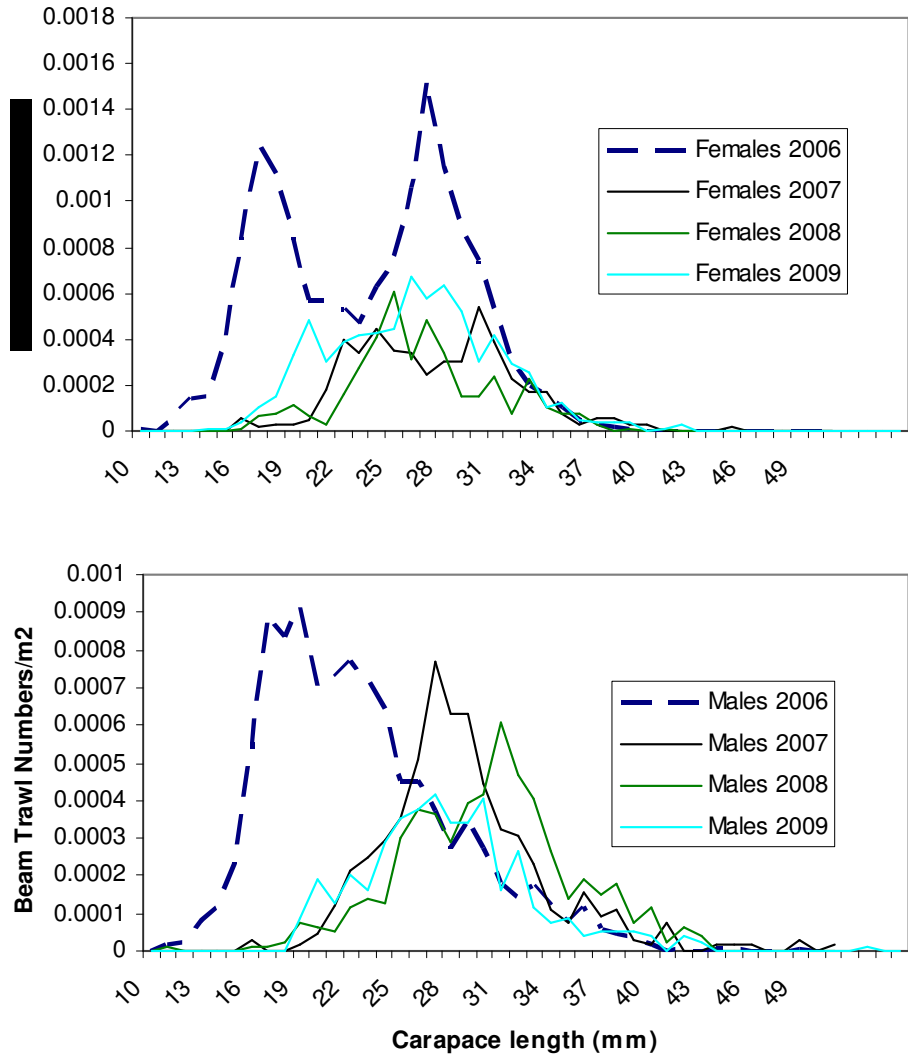 0.0018
0.0016
0.0014
0.0012
0.001
0.0008
0.0006
0.0004
0.0002
0
Females 2006
Females 2007
Females 2008
Females 2009
10 13 16 19 22 25 28 31 34 37 40 43 46 49
0.001
0.0009
0.0008
0.0007
0.0006
0.0005
0.0004
0.0003
0.0002
0.0001
0
Beam Trawl Numbers/m2
Males 2006
Males 2007
Males 2008
Males 2009
10 13 16 19 22 25 28 31 34 37 40 43 46 49
Carapace length (mm)